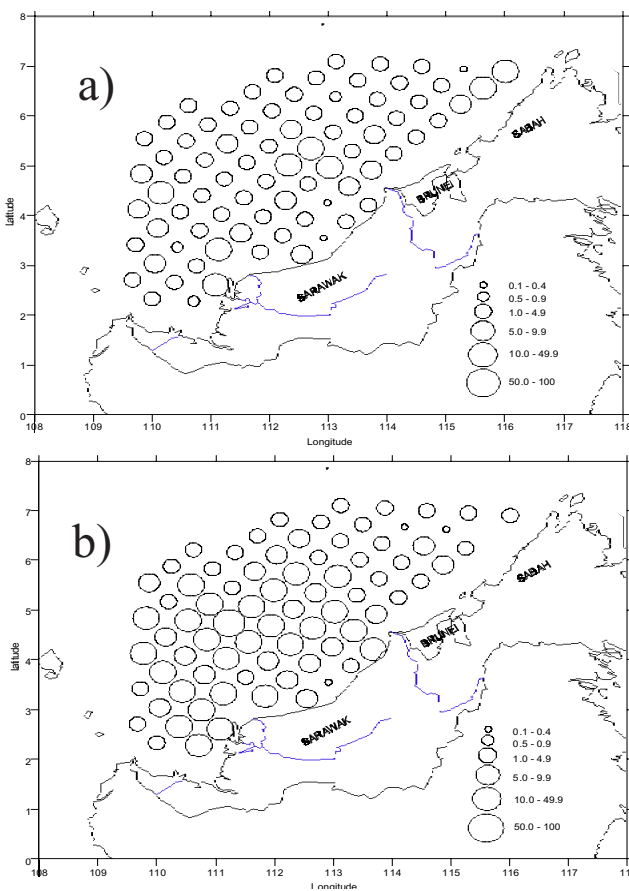 8
7
a)
6
SABAH
5
BRUNEI
latitude
4
3
SARAWAK
0.1 - 0.4
0.5 - 0.9
2
1.0 - 4.9
5.0 - 9.9
1
10.0 - 49.9
50.0 - 100
0
108 109 110 111 112 113 114 115 116 117 118
Longitude
8
7
b)
6
SABAH
5
BRUNEI
latitude
4
3
SARAWAK
0.1 - 0.4
0.5 - 0.9
2
1.0 - 4.9
5.0 - 9.9
1
10.0 - 49.9
50.0 - 100
0
108 109 110 111 112 113 114 115 116 117
Longitude